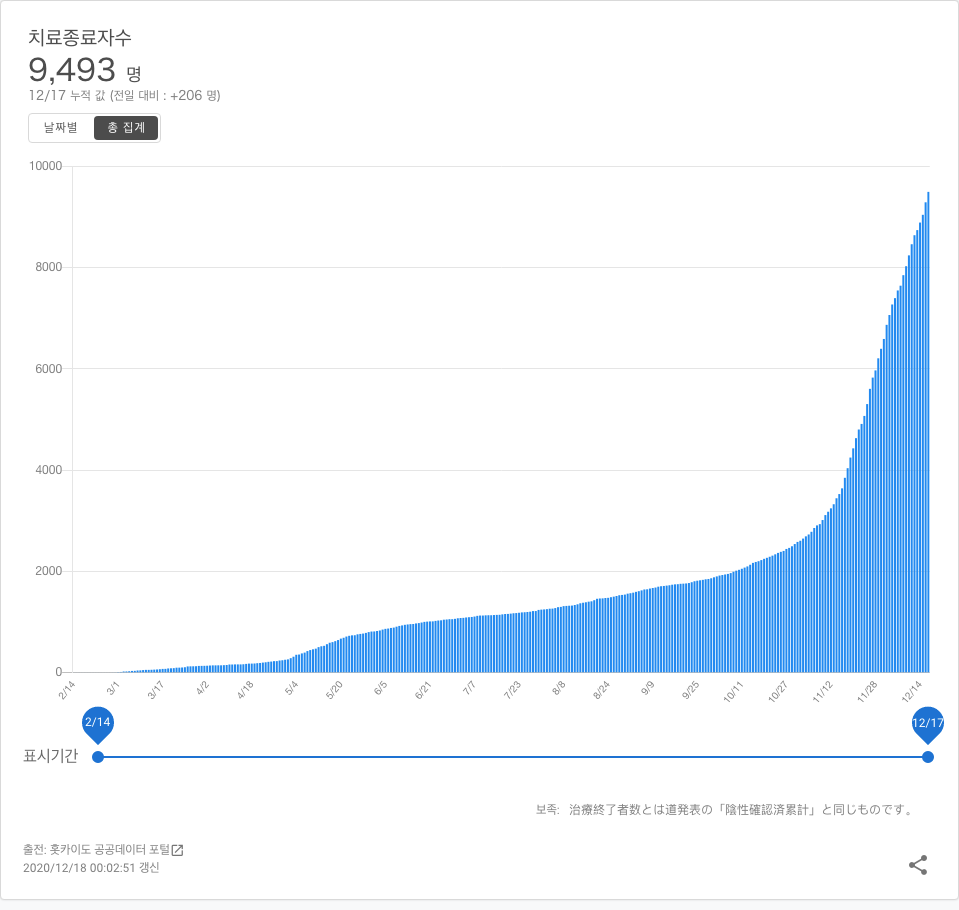 치료종료자수
9,493 명
12/17 누적 값 (전일 대비 : +206 명)
날짜별 총 집계
10000
8000
6000
4000
2000
0
2/14 3/1 3/17 4/2 4/18 5/4 5/20 6/5 6/21 7/7 7/23 8/8 8/24 9/9 9/25 10/11 10/27 11/12 11/28 12/14
2/14 12/17
표시기간
보족: 治療終了者数とは道発表の「陰性確認済累計」と同じものです。
출전: 홋카이도 공공데이터 포털
2020/12/18 00:02:51 갱신